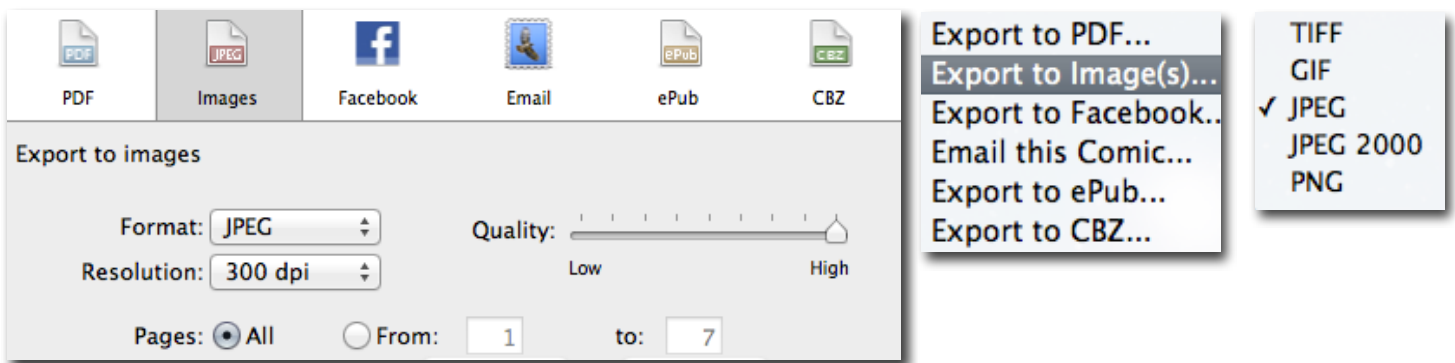 PDF
JPEG
ePub
CBZ
PDF Images Facebook Email ePub CBZ
Export to images
Format: JPEG
Quality:
Resolution: 300 dpi
Low High
Pages: All From: 1 to: 7
Export to PDF...
Export to Image(s)...
Export to Facebook..
Email this Comic...
Export to ePub...
Export to CBZ...
TIFF
GIF
✓ JPEG
JPEG 2000
PNG